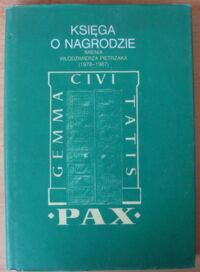 KSIĘGA
O NAGRODZIE
IMIENIA
WŁODZIMIERZA PIETRZAKA
(1978–1987)
GEMMA
CIVI
TATIS
·PAX·